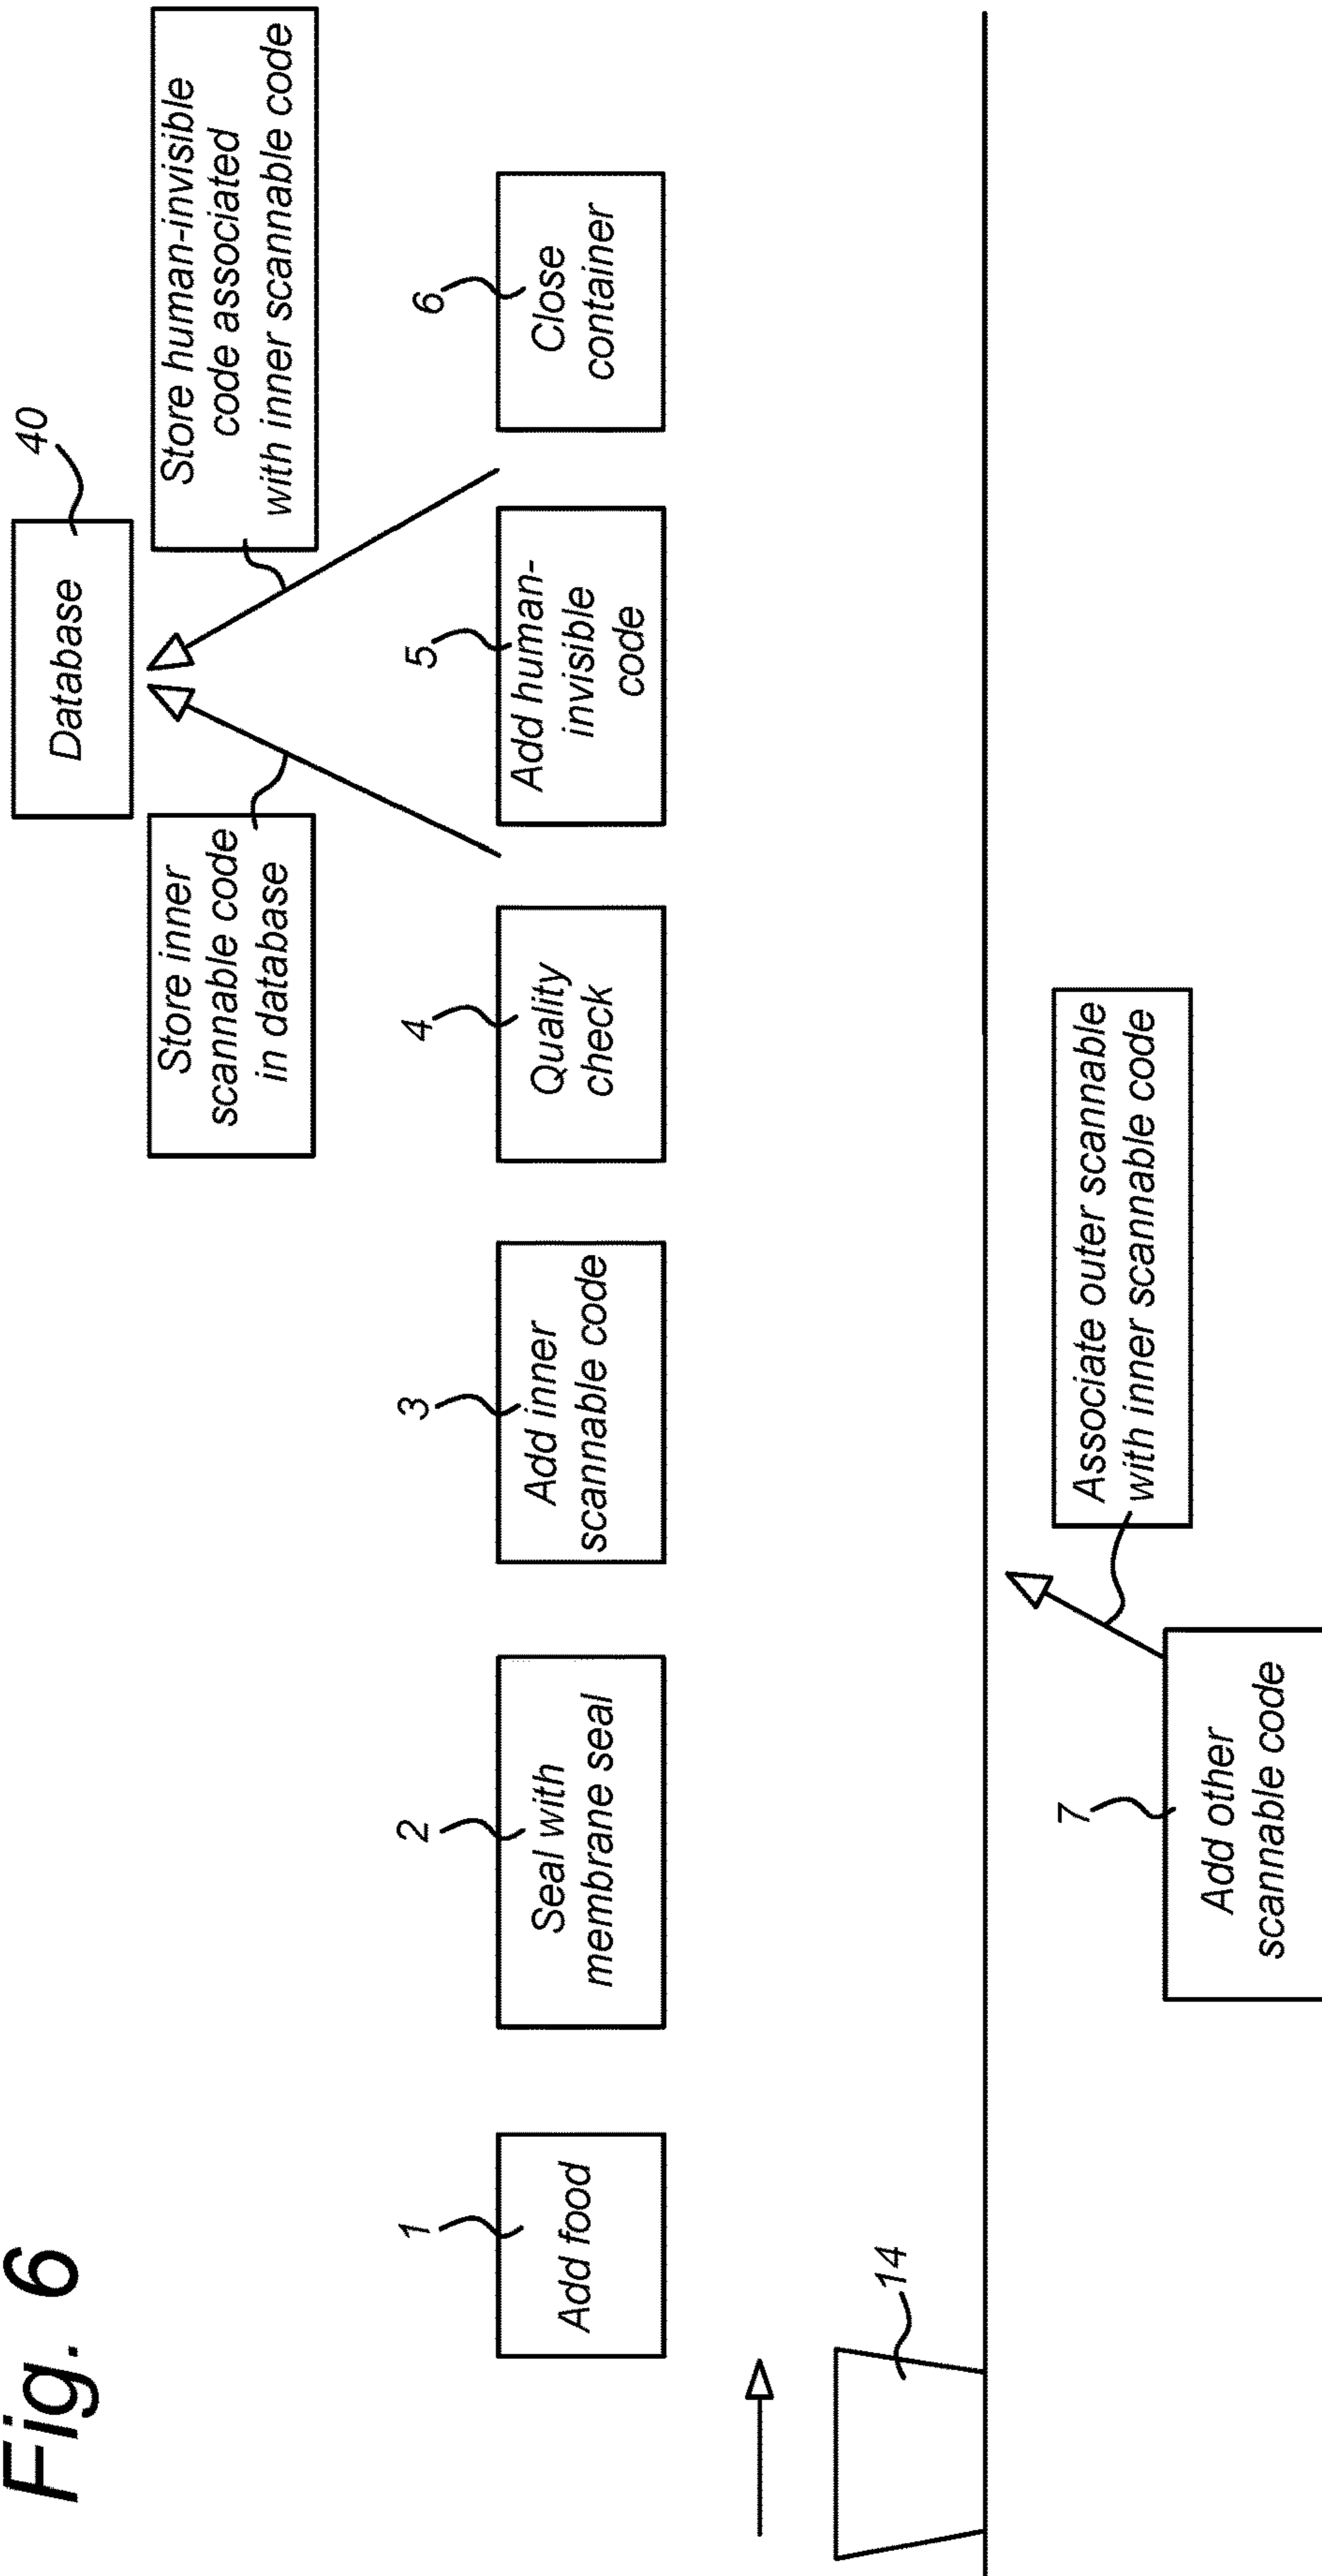 Fig. 6
Database
40
Store inner
scannable code
in database
Store human-invisible
code associated
with inner scannable code
1
Add food
2
Seal with
membrane seal
3
Add inner
scannable code
4
Quality
check
5
Add human-
invisible
code
6
Close
container
14
7
Add other
scannable code
Associate outer scannable
with inner scannable code